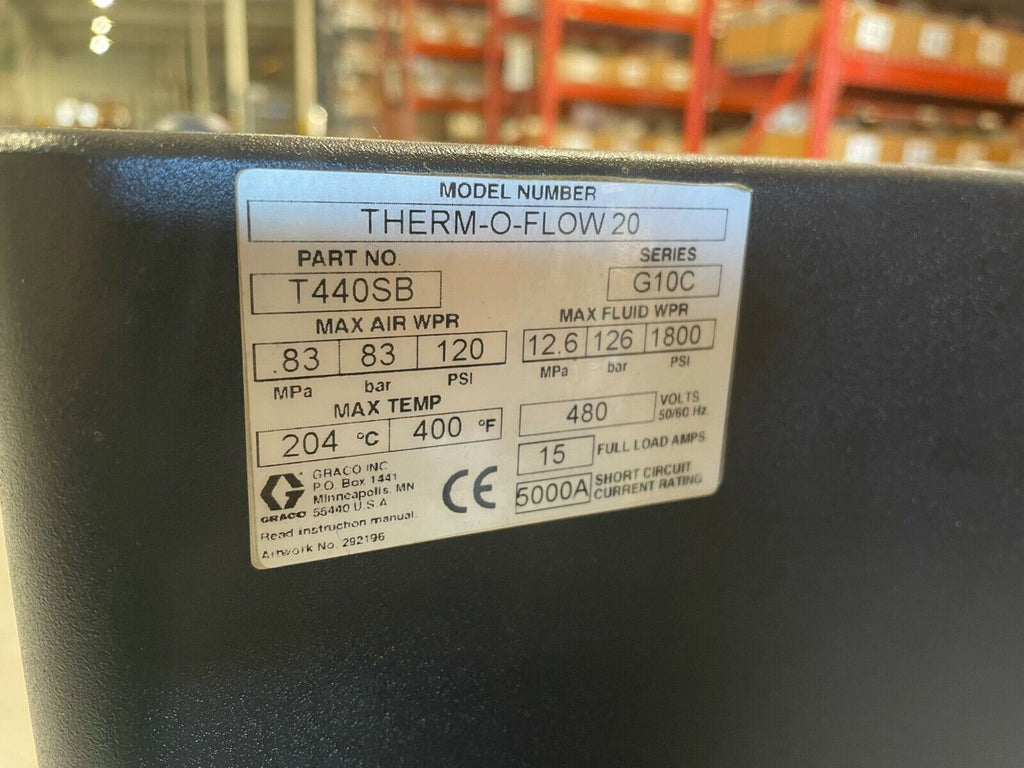 MODEL NUMBER
THERM-O-FLOW 20
PART NO.
T440SB
SERIES
G10C
MAX AIR WPR
.83 83 120
MPa bar PSI
MAX FLUID WPR
12.6 126 1800
MPa bar PSI
MAX TEMP
204 °C 400 °F
480 VOLTS
50/60 Hz.
15 FULL LOAD AMPS
5000A SHORT CIRCUIT
CURRENT RATING
GRACO
GRACO INC
P.O. Box 1441
Minneapolis, MN
55440 U.S.A
CE
Read instruction manual.
Artwork No. 292196